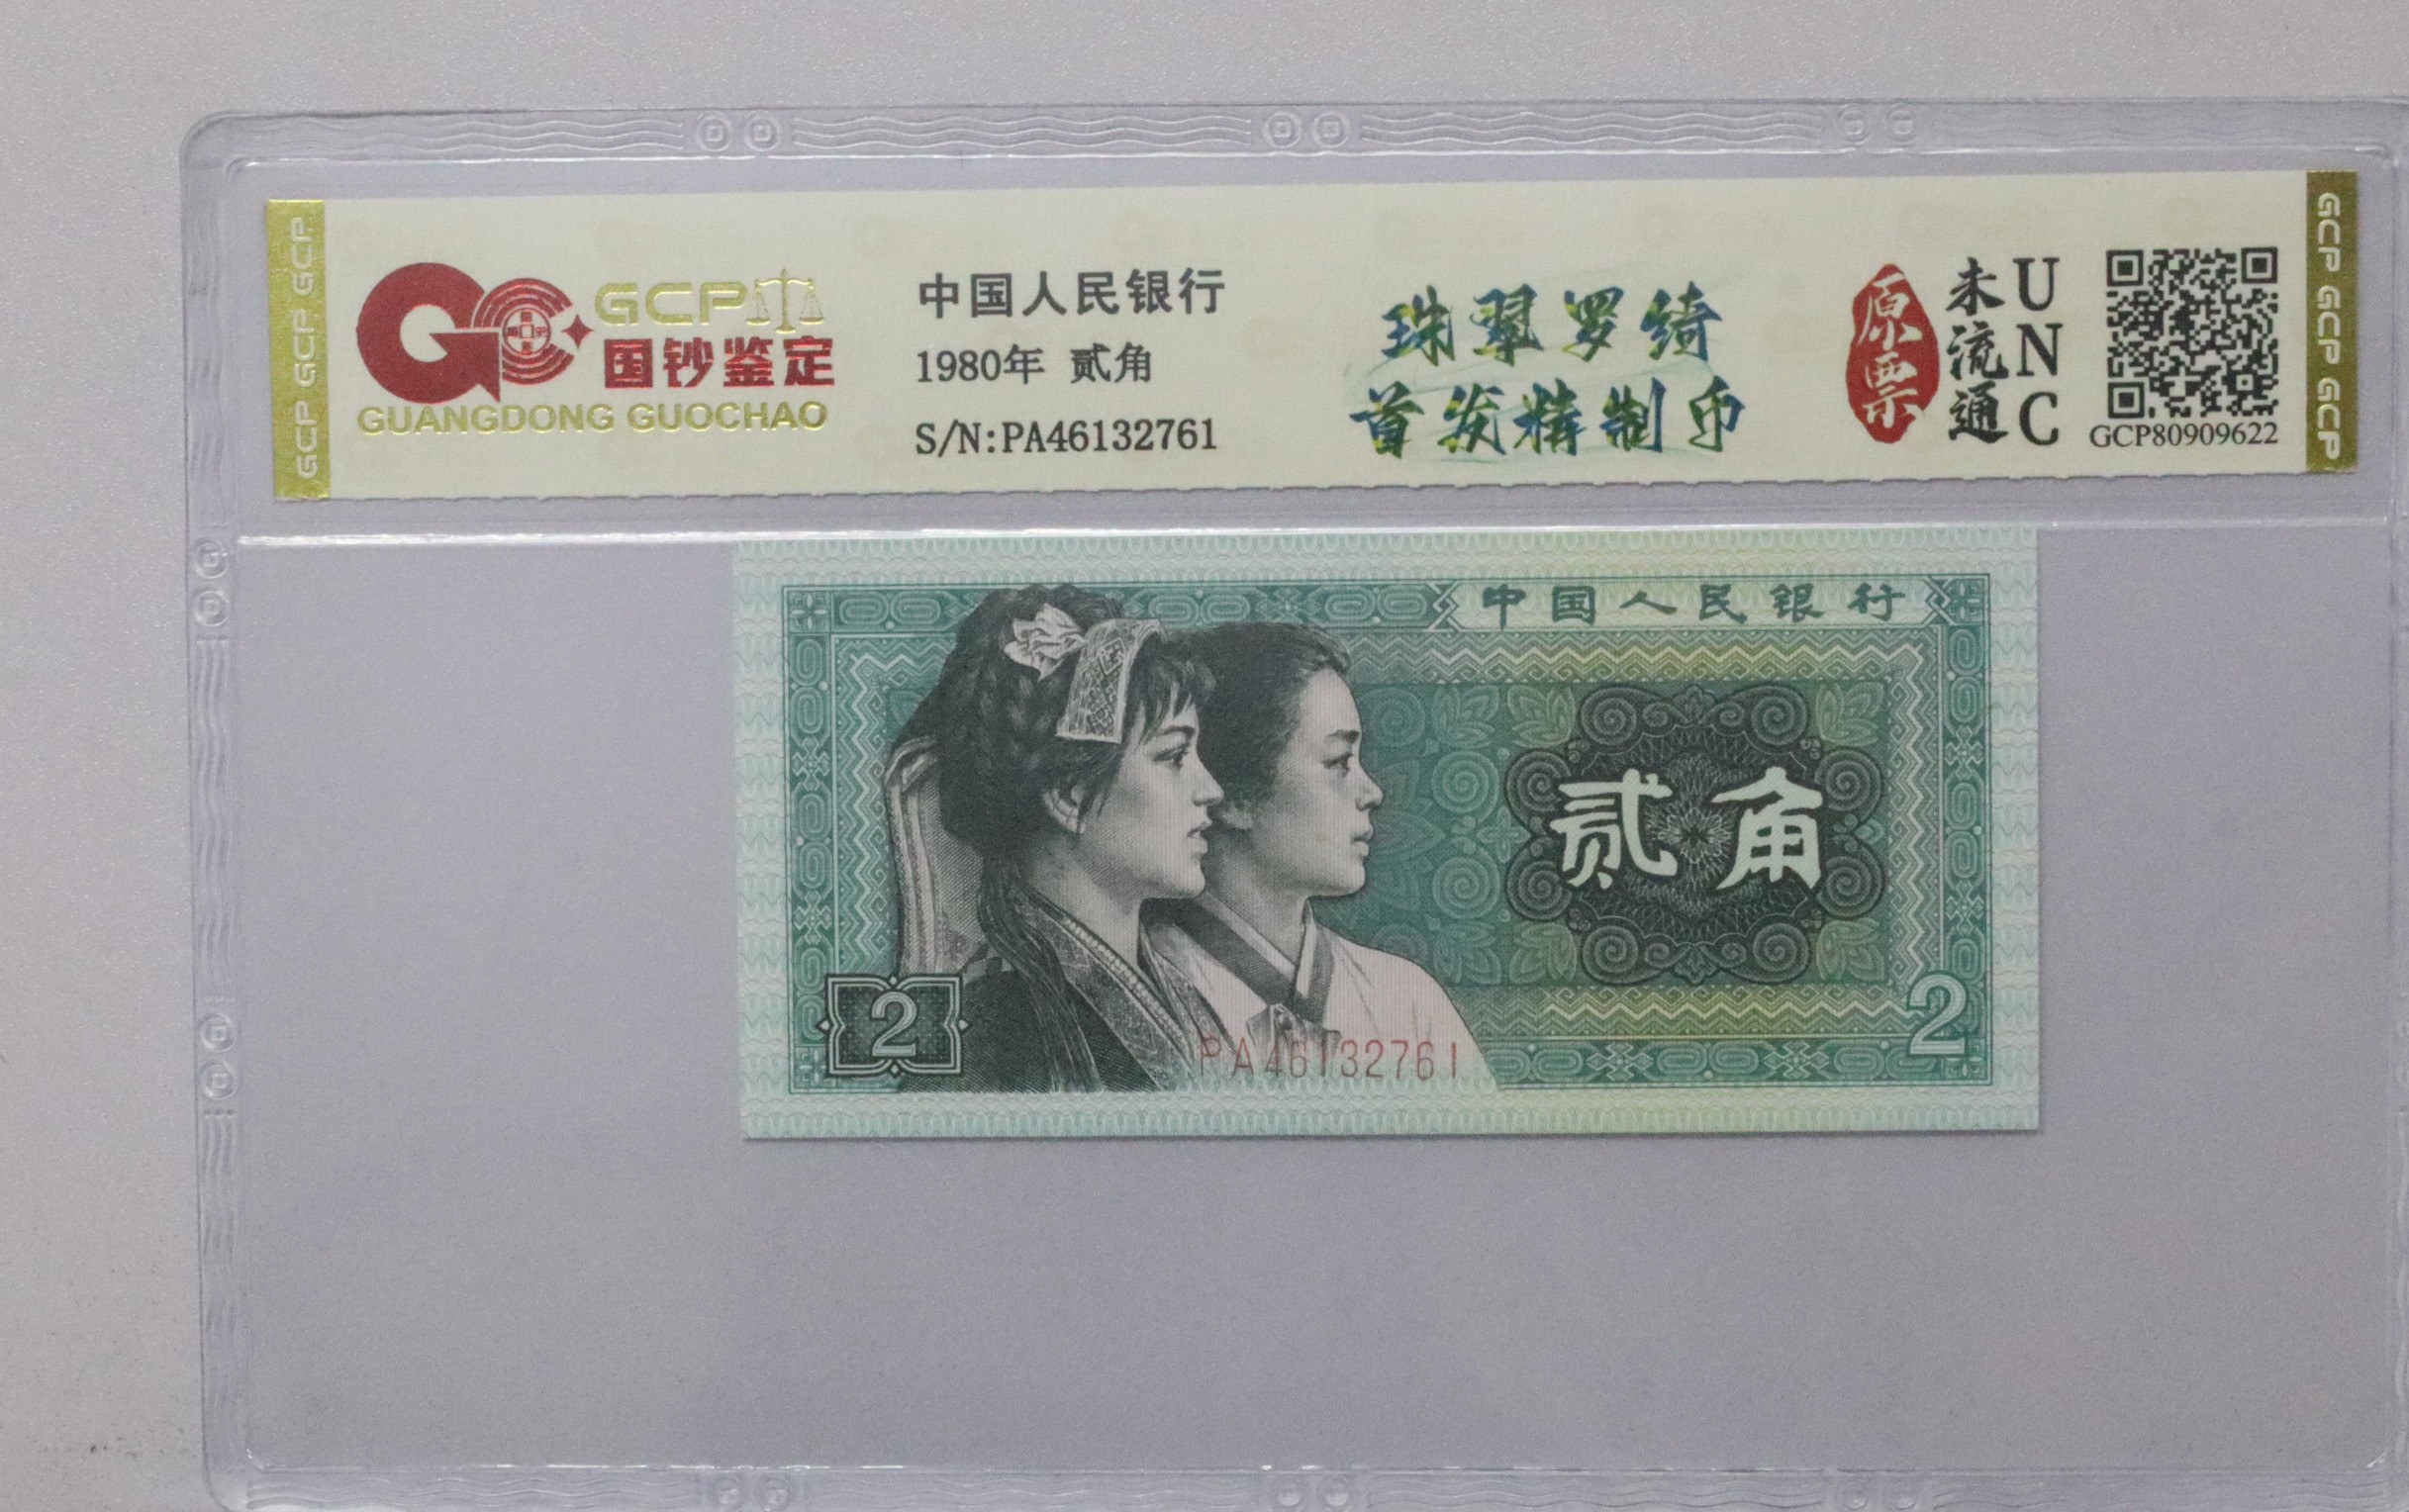 GCP GCP GCP
GCP
国钞鉴定
GUANGDONG GUOCHAO
中国人民银行
1980年 贰角
S/N:PA46132761
珠翠罗绮
首发精制币
原票
未流通
UNC
GCP80909622
GCP GCP GCP
中国人民银行
贰角
2
PA46132761
2